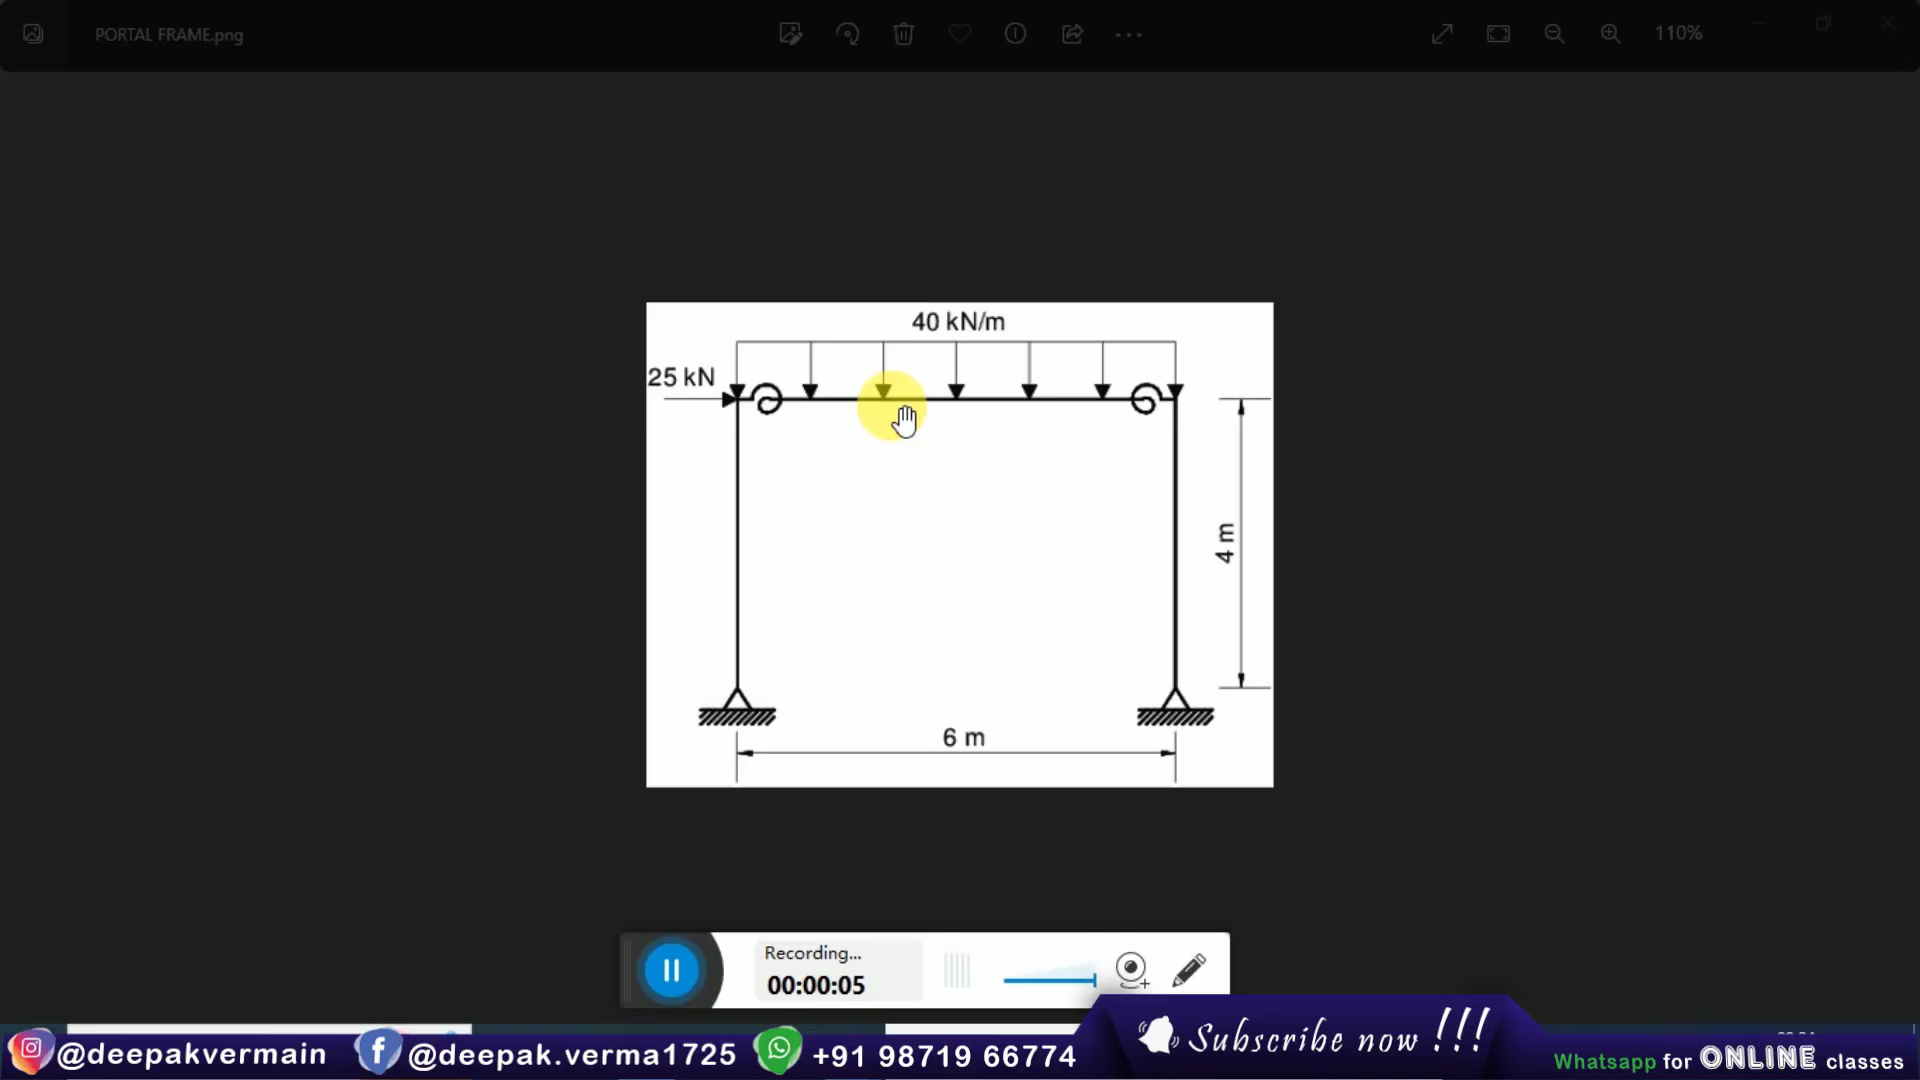 PORTAL FRAME.png
110%
40 kN/m
25 kN
4 m
6 m
Recording...
00:00:05
@deepakvermain
@deepak.verma1725
+91 98719 66774
Subscribe now !!!
Whatsapp for ONLINE classes